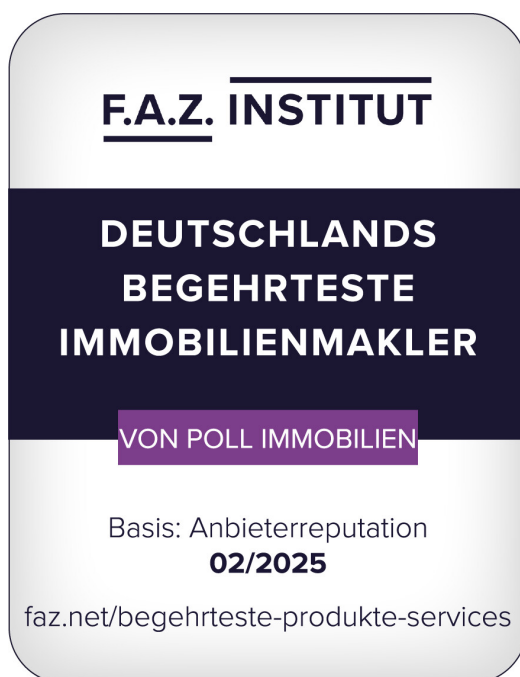 F.A.Z. INSTITUT
DEUTSCHLANDS
BEGEHRTESTE
IMMOBILIENMAKLER
VON POLL IMMOBILIEN
Basis: Anbieterreputation
02/2025
faz.net/begehrteste-produkte-services